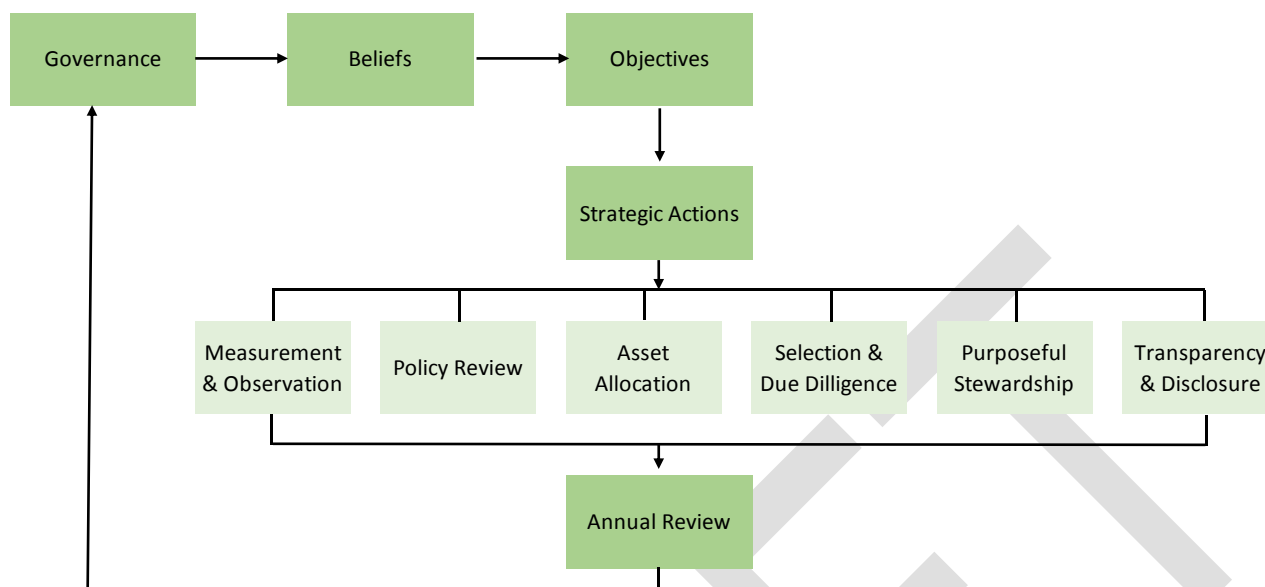 Governance
Beliefs
Objectives
Strategic Actions
Measurement
& Observation
Policy Review
Asset
Allocation
Selection &
Due Dilligence
Purposeful
Stewardship
Transparency
& Disclosure
Annual Review